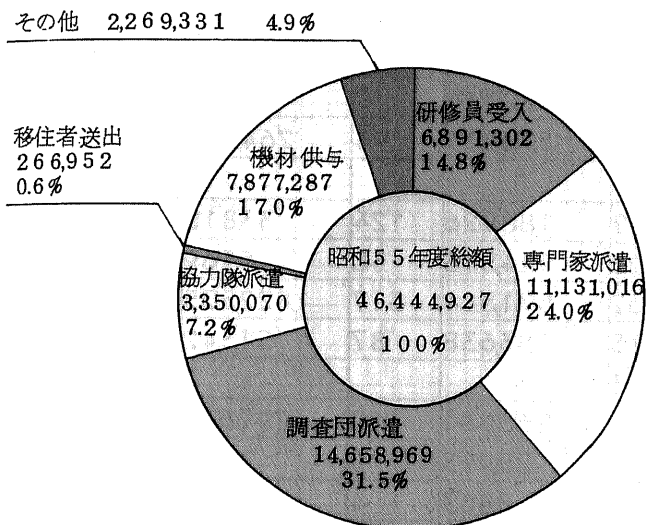 その他 2,269,331 4.9%
移住者送出
266,952
0.6%
機材供与
7,877,287
17.0%
研修員受入
6,891,302
14.8%
昭和55年度総額
46,444,927
100%
専門家派遣
11,131,016
24.0%
協力隊派遣
3,350,070
7.2%
調査団派遣
14,658,969
31.5%